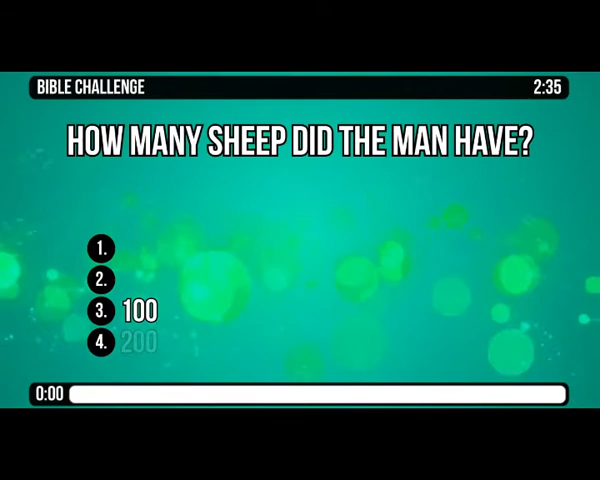 BIBLE CHALLENGE 2:35
HOW MANY SHEEP DID THE MAN HAVE?
1.
2.
3. 100
4. 200
0:00